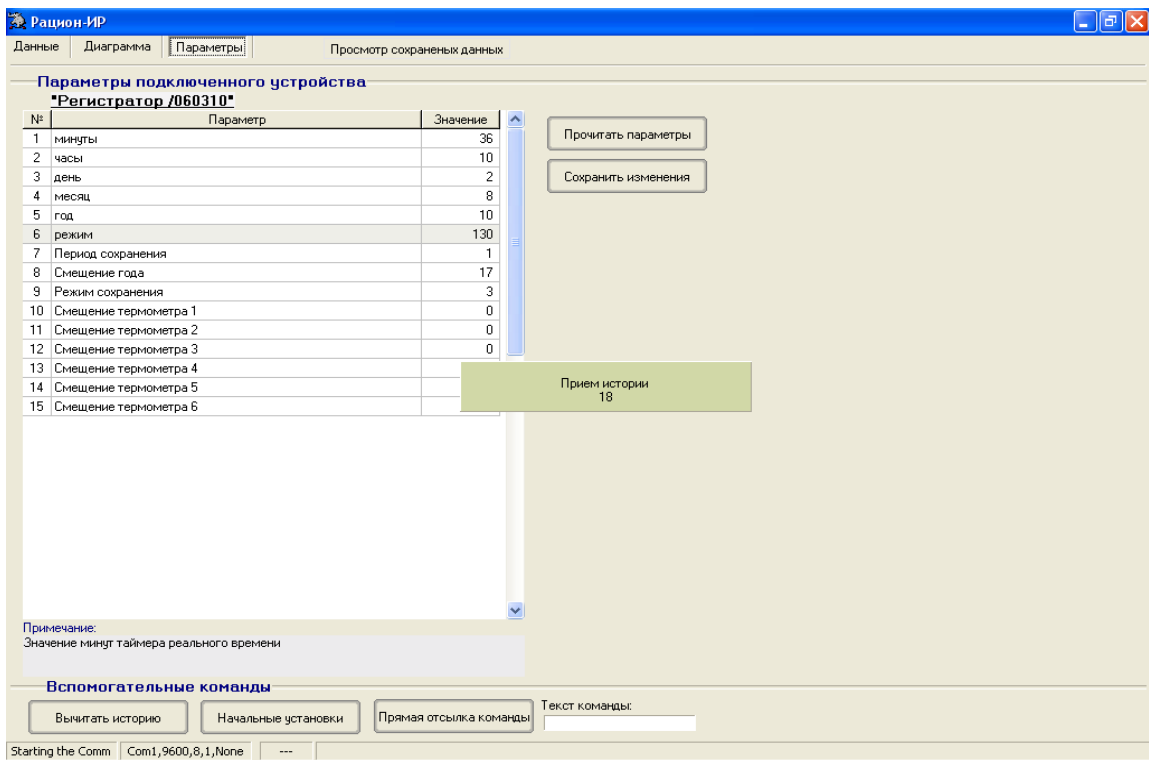 Рацион-ИР
Данные Диаграмма Параметры Просмотр сохраненых данных
Параметры подключенного устройства
"Регистратор /060310"
№ Параметр Значение
1 минуты 36
2 часы 10
3 день 2
4 месяц 8
5 год 10
6 режим 130
7 Период сохранения 1
8 Смещение года 17
9 Режим сохранения 3
10 Смещение термометра 1 0
11 Смещение термометра 2 0
12 Смещение термометра 3 0
13 Смещение термометра 4
14 Смещение термометра 5
15 Смещение термометра 6
Прочитать параметры
Сохранить изменения
Прием истории
18
Примечание:
Значение минут таймера реального времени
Вспомогательные команды
Вычитать историю Начальные установки Прямая отсылка команды Текст команды:
Starting the Comm Com1,9600,8,1,None ---